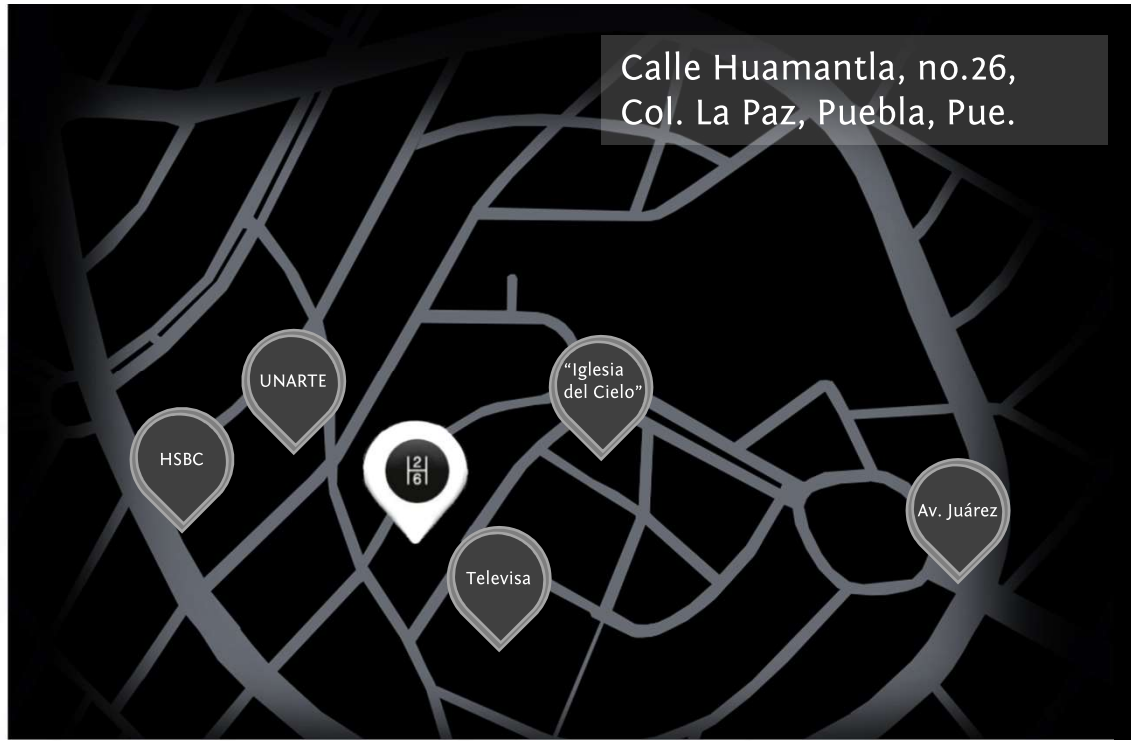 Calle Huamantla, no.26,
Col. La Paz, Puebla, Pue.
“Iglesia
del Cielo”
UNARTE
HSBC
2
6
Av. Juárez
Televisa